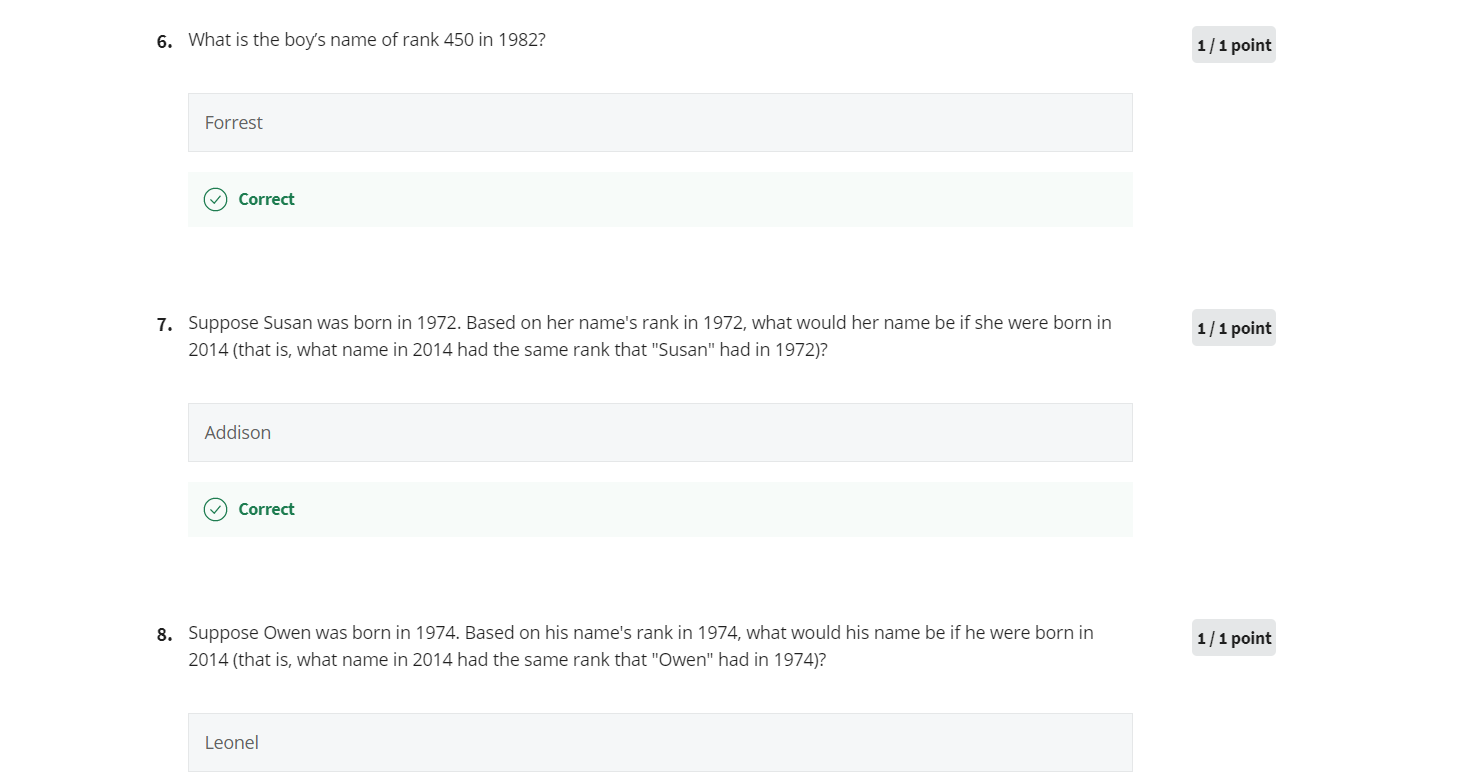 6. What is the boy’s name of rank 450 in 1982?
1 / 1 point
Forrest
Correct
7. Suppose Susan was born in 1972. Based on her name's rank in 1972, what would her name be if she were born in
2014 (that is, what name in 2014 had the same rank that "Susan" had in 1972)?
1 / 1 point
Addison
Correct
8. Suppose Owen was born in 1974. Based on his name's rank in 1974, what would his name be if he were born in
2014 (that is, what name in 2014 had the same rank that "Owen" had in 1974)?
1 / 1 point
Leonel